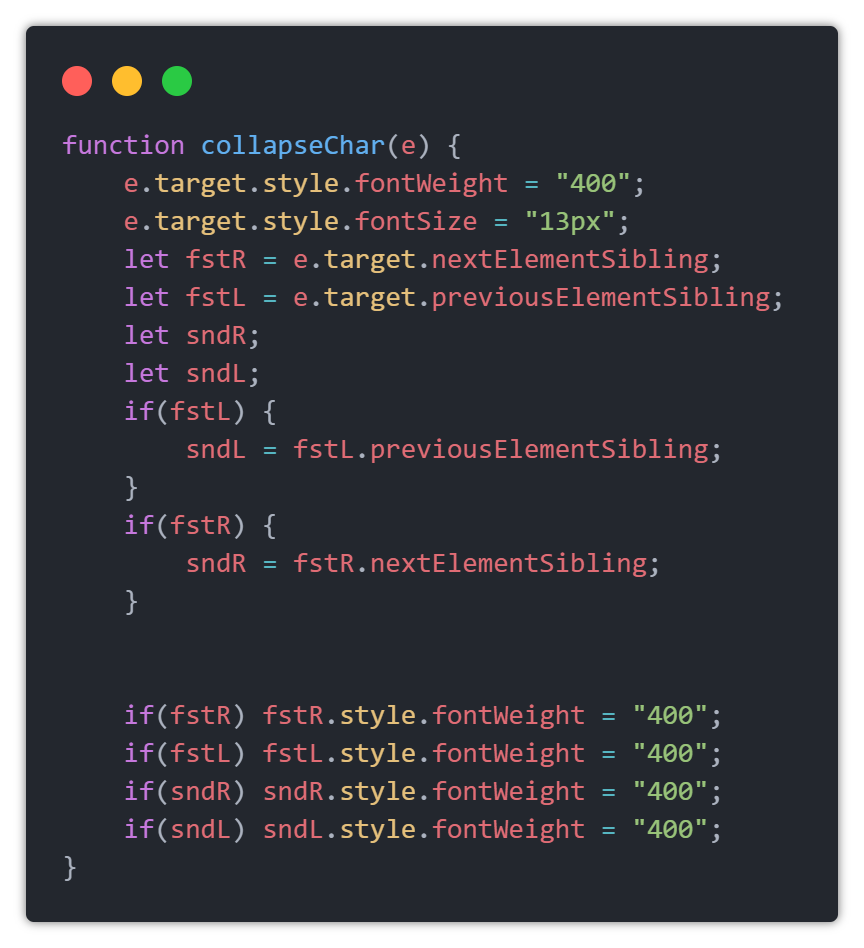 function collapseChar(e) {
    e.target.style.fontWeight = "400";
    e.target.style.fontSize = "13px";
    let fstR = e.target.nextElementSibling;
    let fstL = e.target.previousElementSibling;
    let sndR;
    let sndL;
    if(fstL) {
        sndL = fstL.previousElementSibling;
    }
    if(fstR) {
        sndR = fstR.nextElementSibling;
    }


    if(fstR) fstR.style.fontWeight = "400";
    if(fstL) fstL.style.fontWeight = "400";
    if(sndR) sndR.style.fontWeight = "400";
    if(sndL) sndL.style.fontWeight = "400";
}